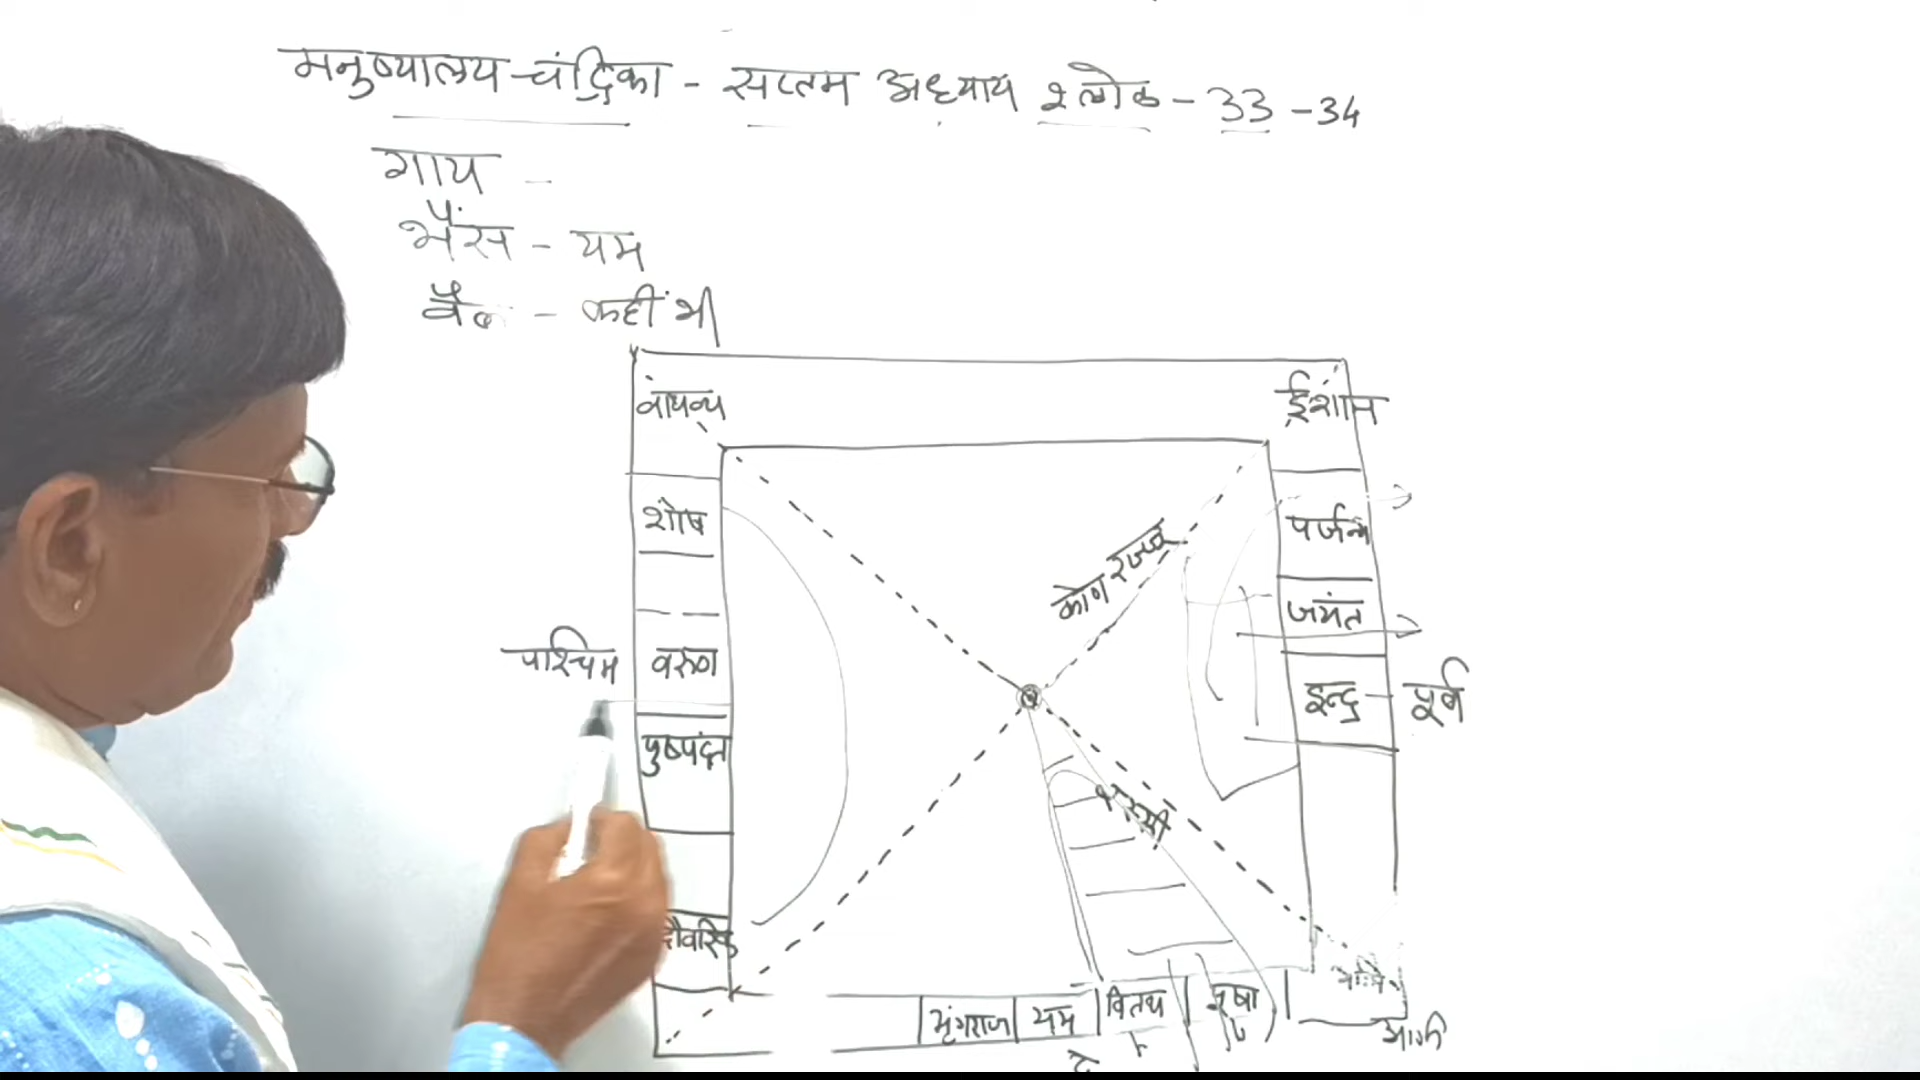 मनुष्यालय-चंद्रिका - सप्तम अध्याय श्लोक - 33 - 34
गाय -
भैंस - यम
बैल - कहीं भी
वायव्य
ईशान
शोष
पर्जन्य
कोण रज्जू
जयंत
पश्चिम
वरुण
इन्द्र - पूर्व
पुष्पदंत
दौवारिक
भृंगराज
यम
वितथ
पूषा